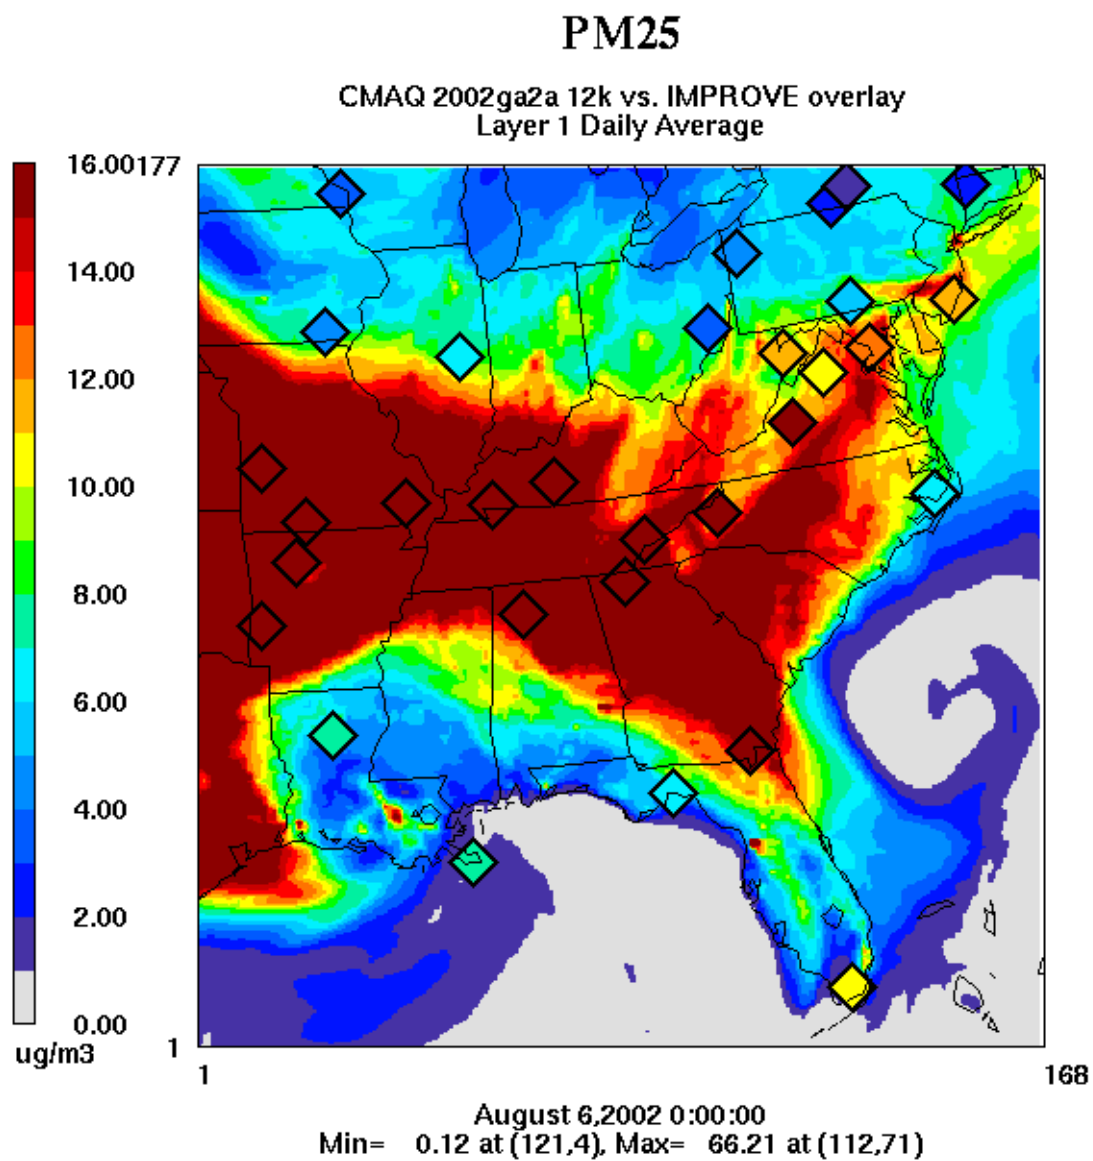 PM25
CMAQ 2002ga2a 12k vs. IMPROVE overlay
Layer 1 Daily Average
16.00
177
14.00
12.00
10.00
8.00
6.00
4.00
2.00
0.00
ug/m3
1
1
168
August 6,2002 0:00:00
Min= 0.12 at (121,4), Max= 66.21 at (112,71)